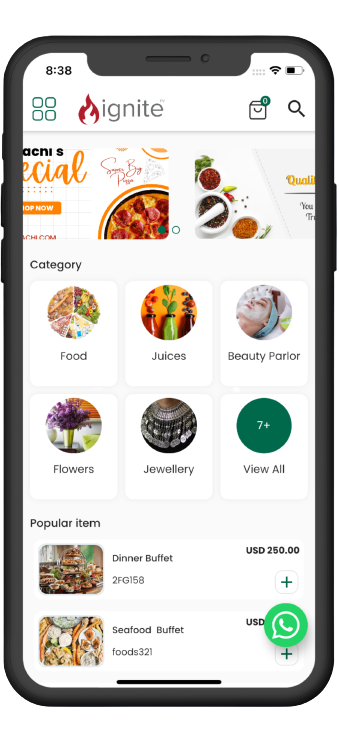 8:38
ignite
0
achi's
cial
OP NOW
ACHI.COM
Super Big
Pizza
Quali
You
Tr
Category
Food
Juices
Beauty Parlor
Flowers
Jewellery
7+
View All
Popular item
Dinner Buffet
USD 250.00
2FG158
Seafood Buffet
USD
foods321